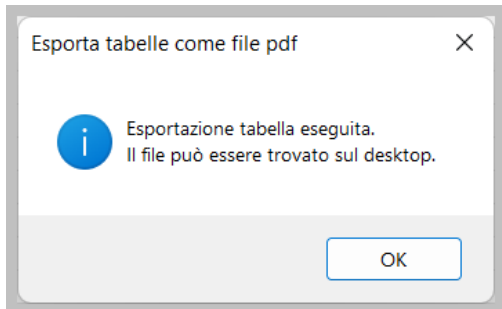 Esporta tabelle come file pdf
Esportazione tabella eseguita.
Il file può essere trovato sul desktop.
OK